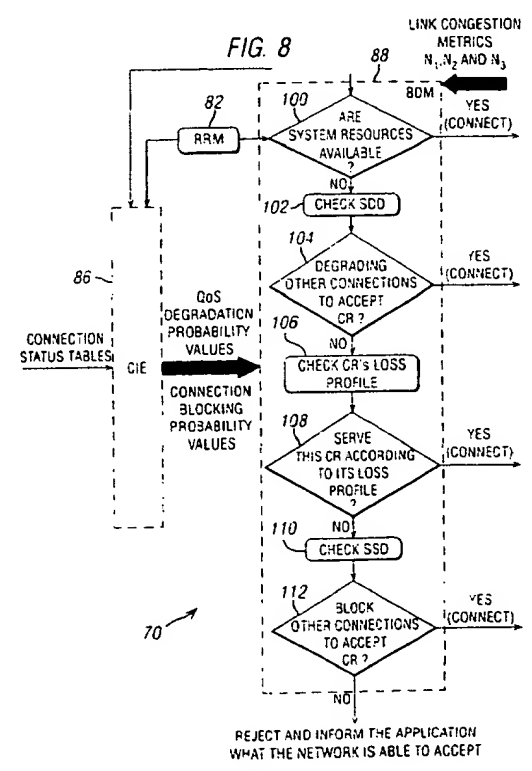 FIG. 8
LINK CONGESTION
METRICS
N1, N2 AND N3
88
BDM
YES
(CONNECT)
100
ARE
SYSTEM RESOURCES
AVAILABLE
?
82
RRM
NO
102
CHECK SDD
104
DEGRADING
OTHER CONNECTIONS
TO ACCEPT
CR ?
YES
(CONNECT)
86
CONNECTION
STATUS TABLES
CIE
QoS
DEGRADATION
PROBABILITY
VALUES
CONNECTION
BLOCKING
PROBABILITY
VALUES
NO
106
CHECK CR's LOSS
PROFILE
108
SERVE
THIS CR ACCORDING
TO ITS LOSS
PROFILE
?
YES
(CONNECT)
NO
110
CHECK SSD
112
BLOCK
OTHER CONNECTIONS
TO ACCEPT
CR ?
YES
(CONNECT)
70
NO
REJECT AND INFORM THE APPLICATION
WHAT THE NETWORK IS ABLE TO ACCEPT